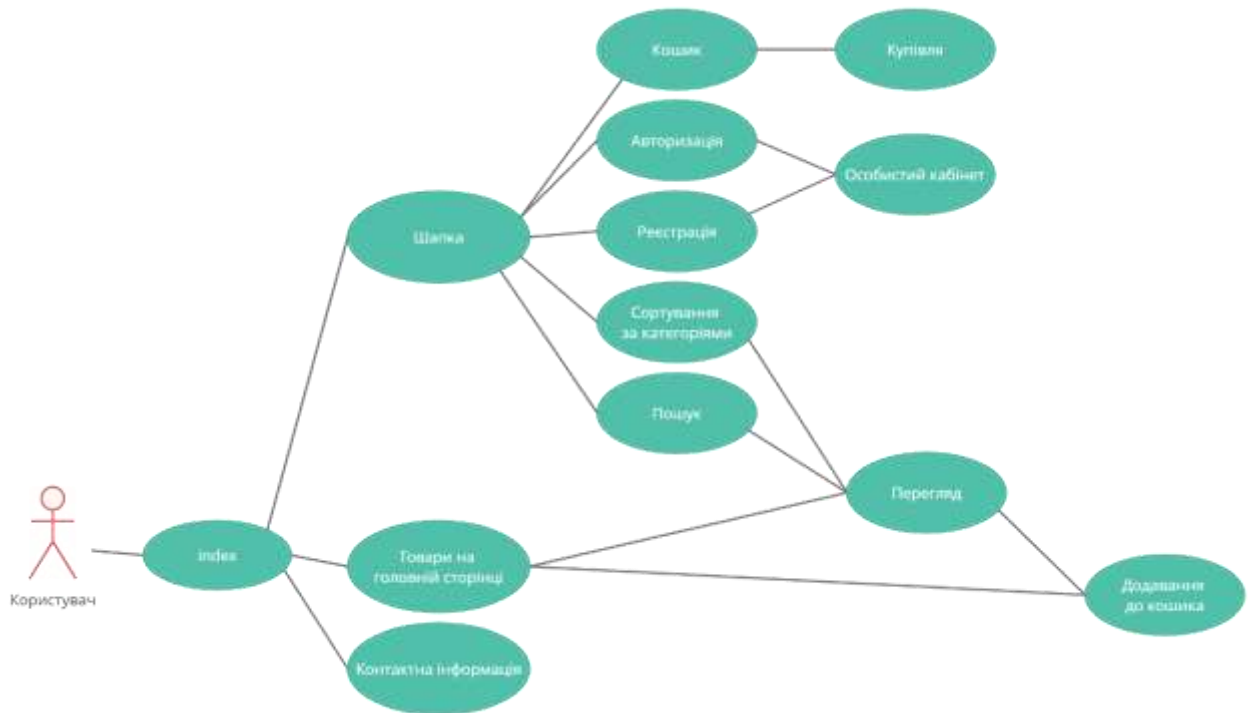 Кошик
Купівля
Авторизація
Особистий кабінет
Шапка
Реєстрація
Сортування
за категоріями
Пошук
Перегляд
index
Товари на
головній сторінці
Додавання
до кошика
Користувач
Контактна інформація